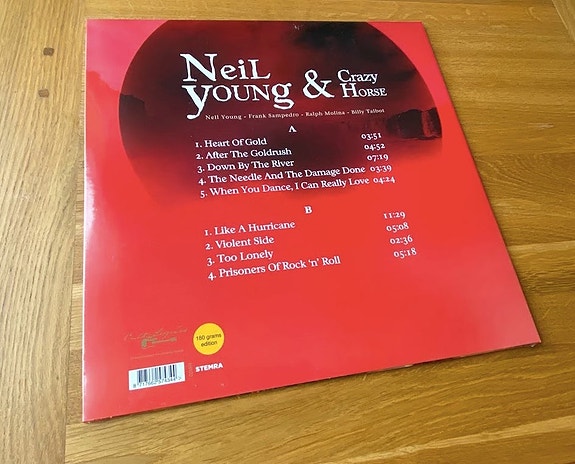 NeiL
YOUNg & Crazy
Horse
Neil Young - Frank Sampedro - Ralph Molina - Billy Talbot
A
1. Heart Of Gold 03:51
2. After The Goldrush 04:52
3. Down By The River 07:19
4. The Needle And The Damage Done 03:39
5. When You Dance, I Can Really Love 04:24
B
1. Like A Hurricane 11:29
2. Violent Side 05:08
3. Too Lonely 02:36
4. Prisoners Of Rock 'n' Roll 05:18
180 grams
edition
STEMRA